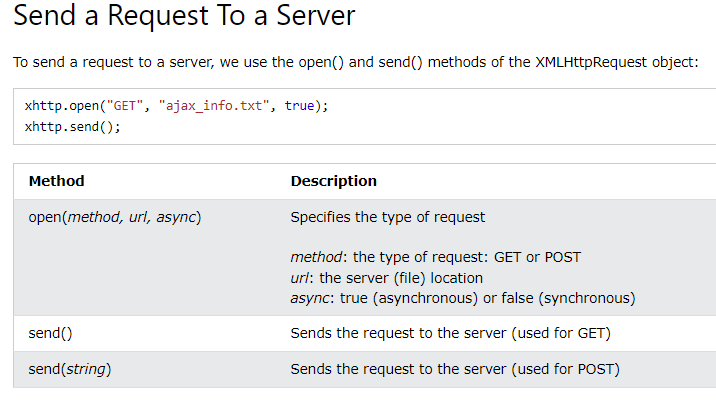 Send a Request To a Server
To send a request to a server, we use the open() and send() methods of the XMLHttpRequest object:
xhttp.open("GET", "ajax_info.txt", true);
xhttp.send();
Method Description
open(method, url, async) Specifies the type of request
method: the type of request: GET or POST
url: the server (file) location
async: true (asynchronous) or false (synchronous)
send() Sends the request to the server (used for GET)
send(string) Sends the request to the server (used for POST)